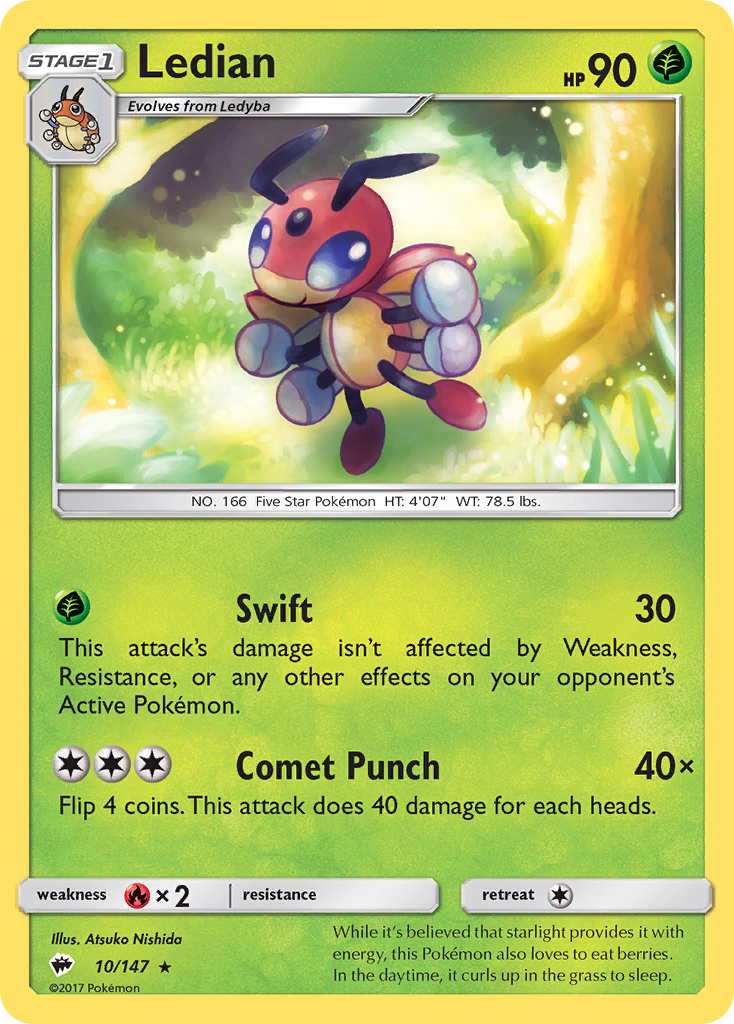 STAGE1
Ledian
HP90
Evolves from Ledyba
NO. 166 Five Star Pokémon HT: 4'07" WT: 78.5 lbs.
Swift 30
This attack's damage isn't affected by Weakness,
Resistance, or any other effects on your opponent's
Active Pokémon.
Comet Punch 40×
Flip 4 coins. This attack does 40 damage for each heads.
weakness ×2 resistance retreat
Illus. Atsuko Nishida
10/147 ★
©2017 Pokémon
While it's believed that starlight provides it with
energy, this Pokémon also loves to eat berries.
In the daytime, it curls up in the grass to sleep.